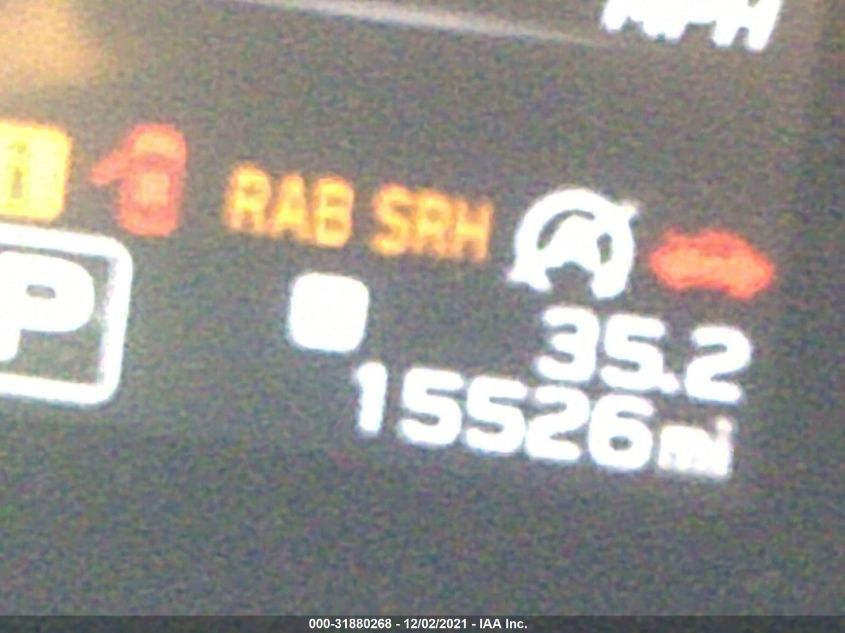 MPH
i
RAB SRH
A
P
35.2
15526mi
000-31880268 - 12/02/2021 - IAA Inc.